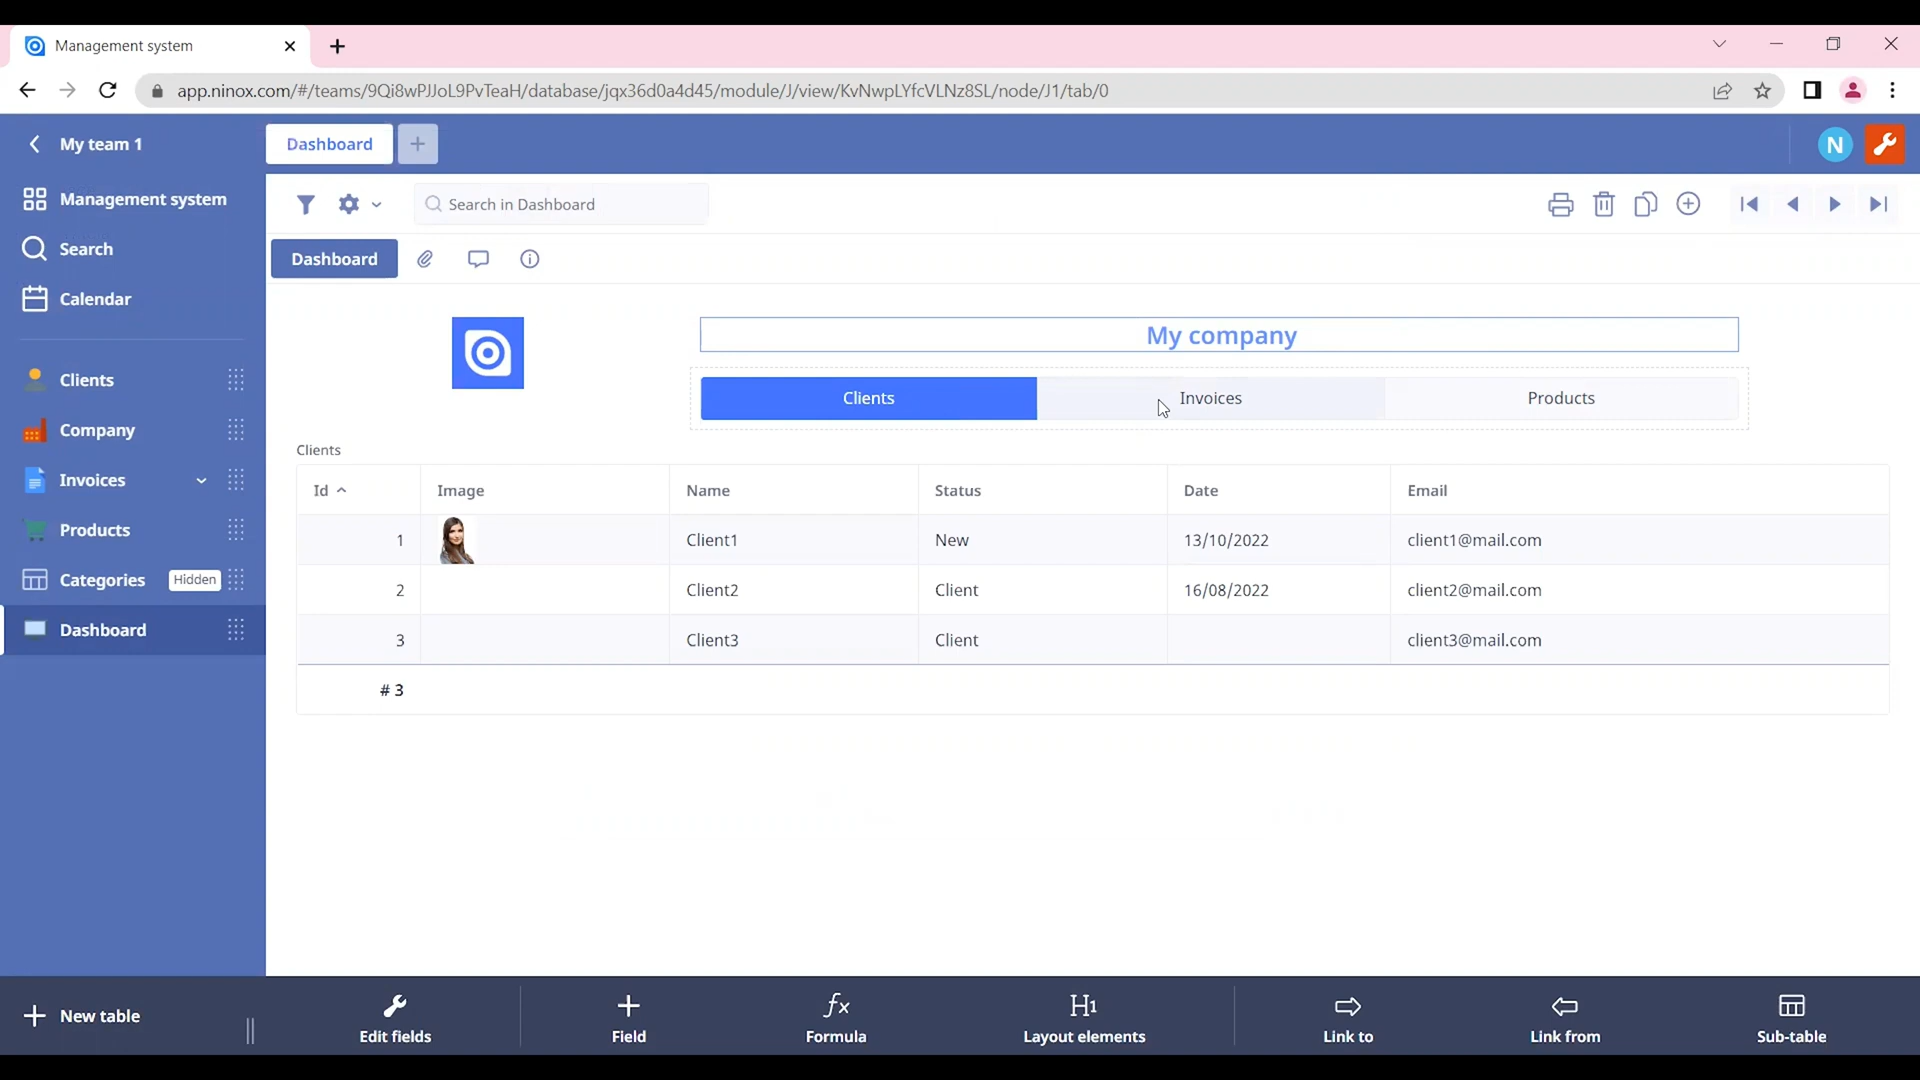 Management system
app.ninox.com/#/teams/9Qi8wPJJoL9PvTeaH/database/jqx36d0a4d45/module/J/view/KvNwpLYfcVLNz8SL/node/J1/tab/0
My team 1
Dashboard
N
Management system
Search
Calendar
Clients
Company
Invoices
Products
Categories Hidden
Dashboard
Search in Dashboard
Dashboard
My company
Clients Invoices Products
Clients
Id Image Name Status Date Email
1 Client1 New 13/10/2022 client1@mail.com
2 Client2 Client 16/08/2022 client2@mail.com
3 Client3 Client client3@mail.com
# 3
New table
Edit fields
Field
fx
Formula
H1
Layout elements
Link to
Link from
Sub-table